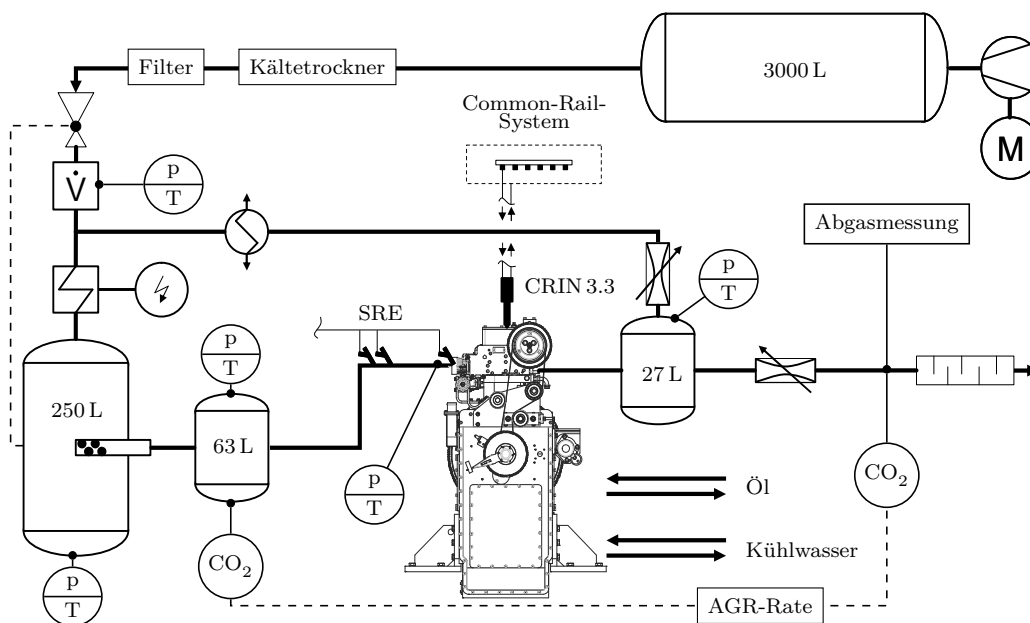 Filter
Kältetrockner
3000 L
M
Common-Rail-
System
V̇
p
T
Abgasmessung
CRIN 3.3
p
T
SRE
p
T
250 L
63 L
27 L
p
T
CO2
Öl
Kühlwasser
CO2
p
T
AGR-Rate